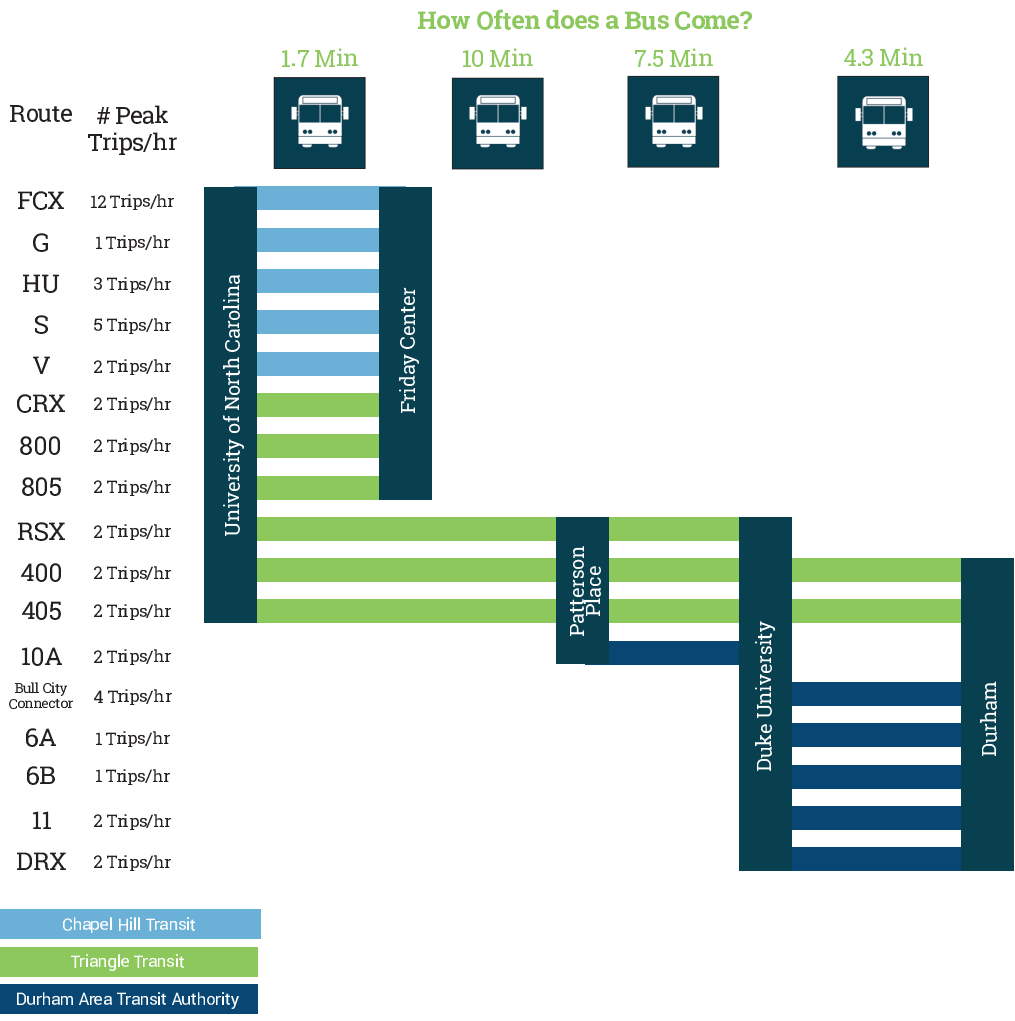 How Often does a Bus Come?
1.7 Min
10 Min
7.5 Min
4.3 Min
Route
# Peak
Trips/hr
FCX 12 Trips/hr
G 1 Trips/hr
HU 3 Trips/hr
S 5 Trips/hr
V 2 Trips/hr
CRX 2 Trips/hr
800 2 Trips/hr
805 2 Trips/hr
RSX 2 Trips/hr
400 2 Trips/hr
405 2 Trips/hr
10A 2 Trips/hr
Bull City
Connector
4 Trips/hr
6A 1 Trips/hr
6B 1 Trips/hr
11 2 Trips/hr
DRX 2 Trips/hr
University of North Carolina
Friday Center
Patterson
Place
Duke University
Durham
Chapel Hill Transit
Triangle Transit
Durham Area Transit Authority